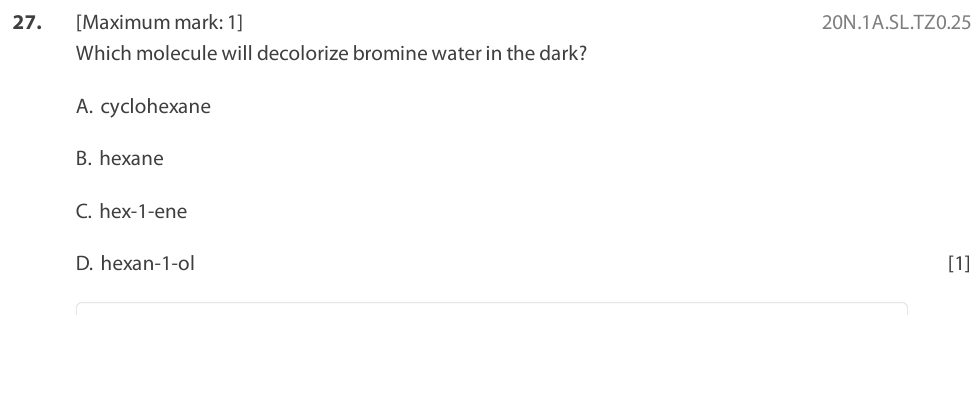 27. [Maximum mark: 1] 20N.1A.SL.TZ0.25
Which molecule will decolorize bromine water in the dark?
A. cyclohexane
B. hexane
C. hex-1-ene
D. hexan-1-ol [1]